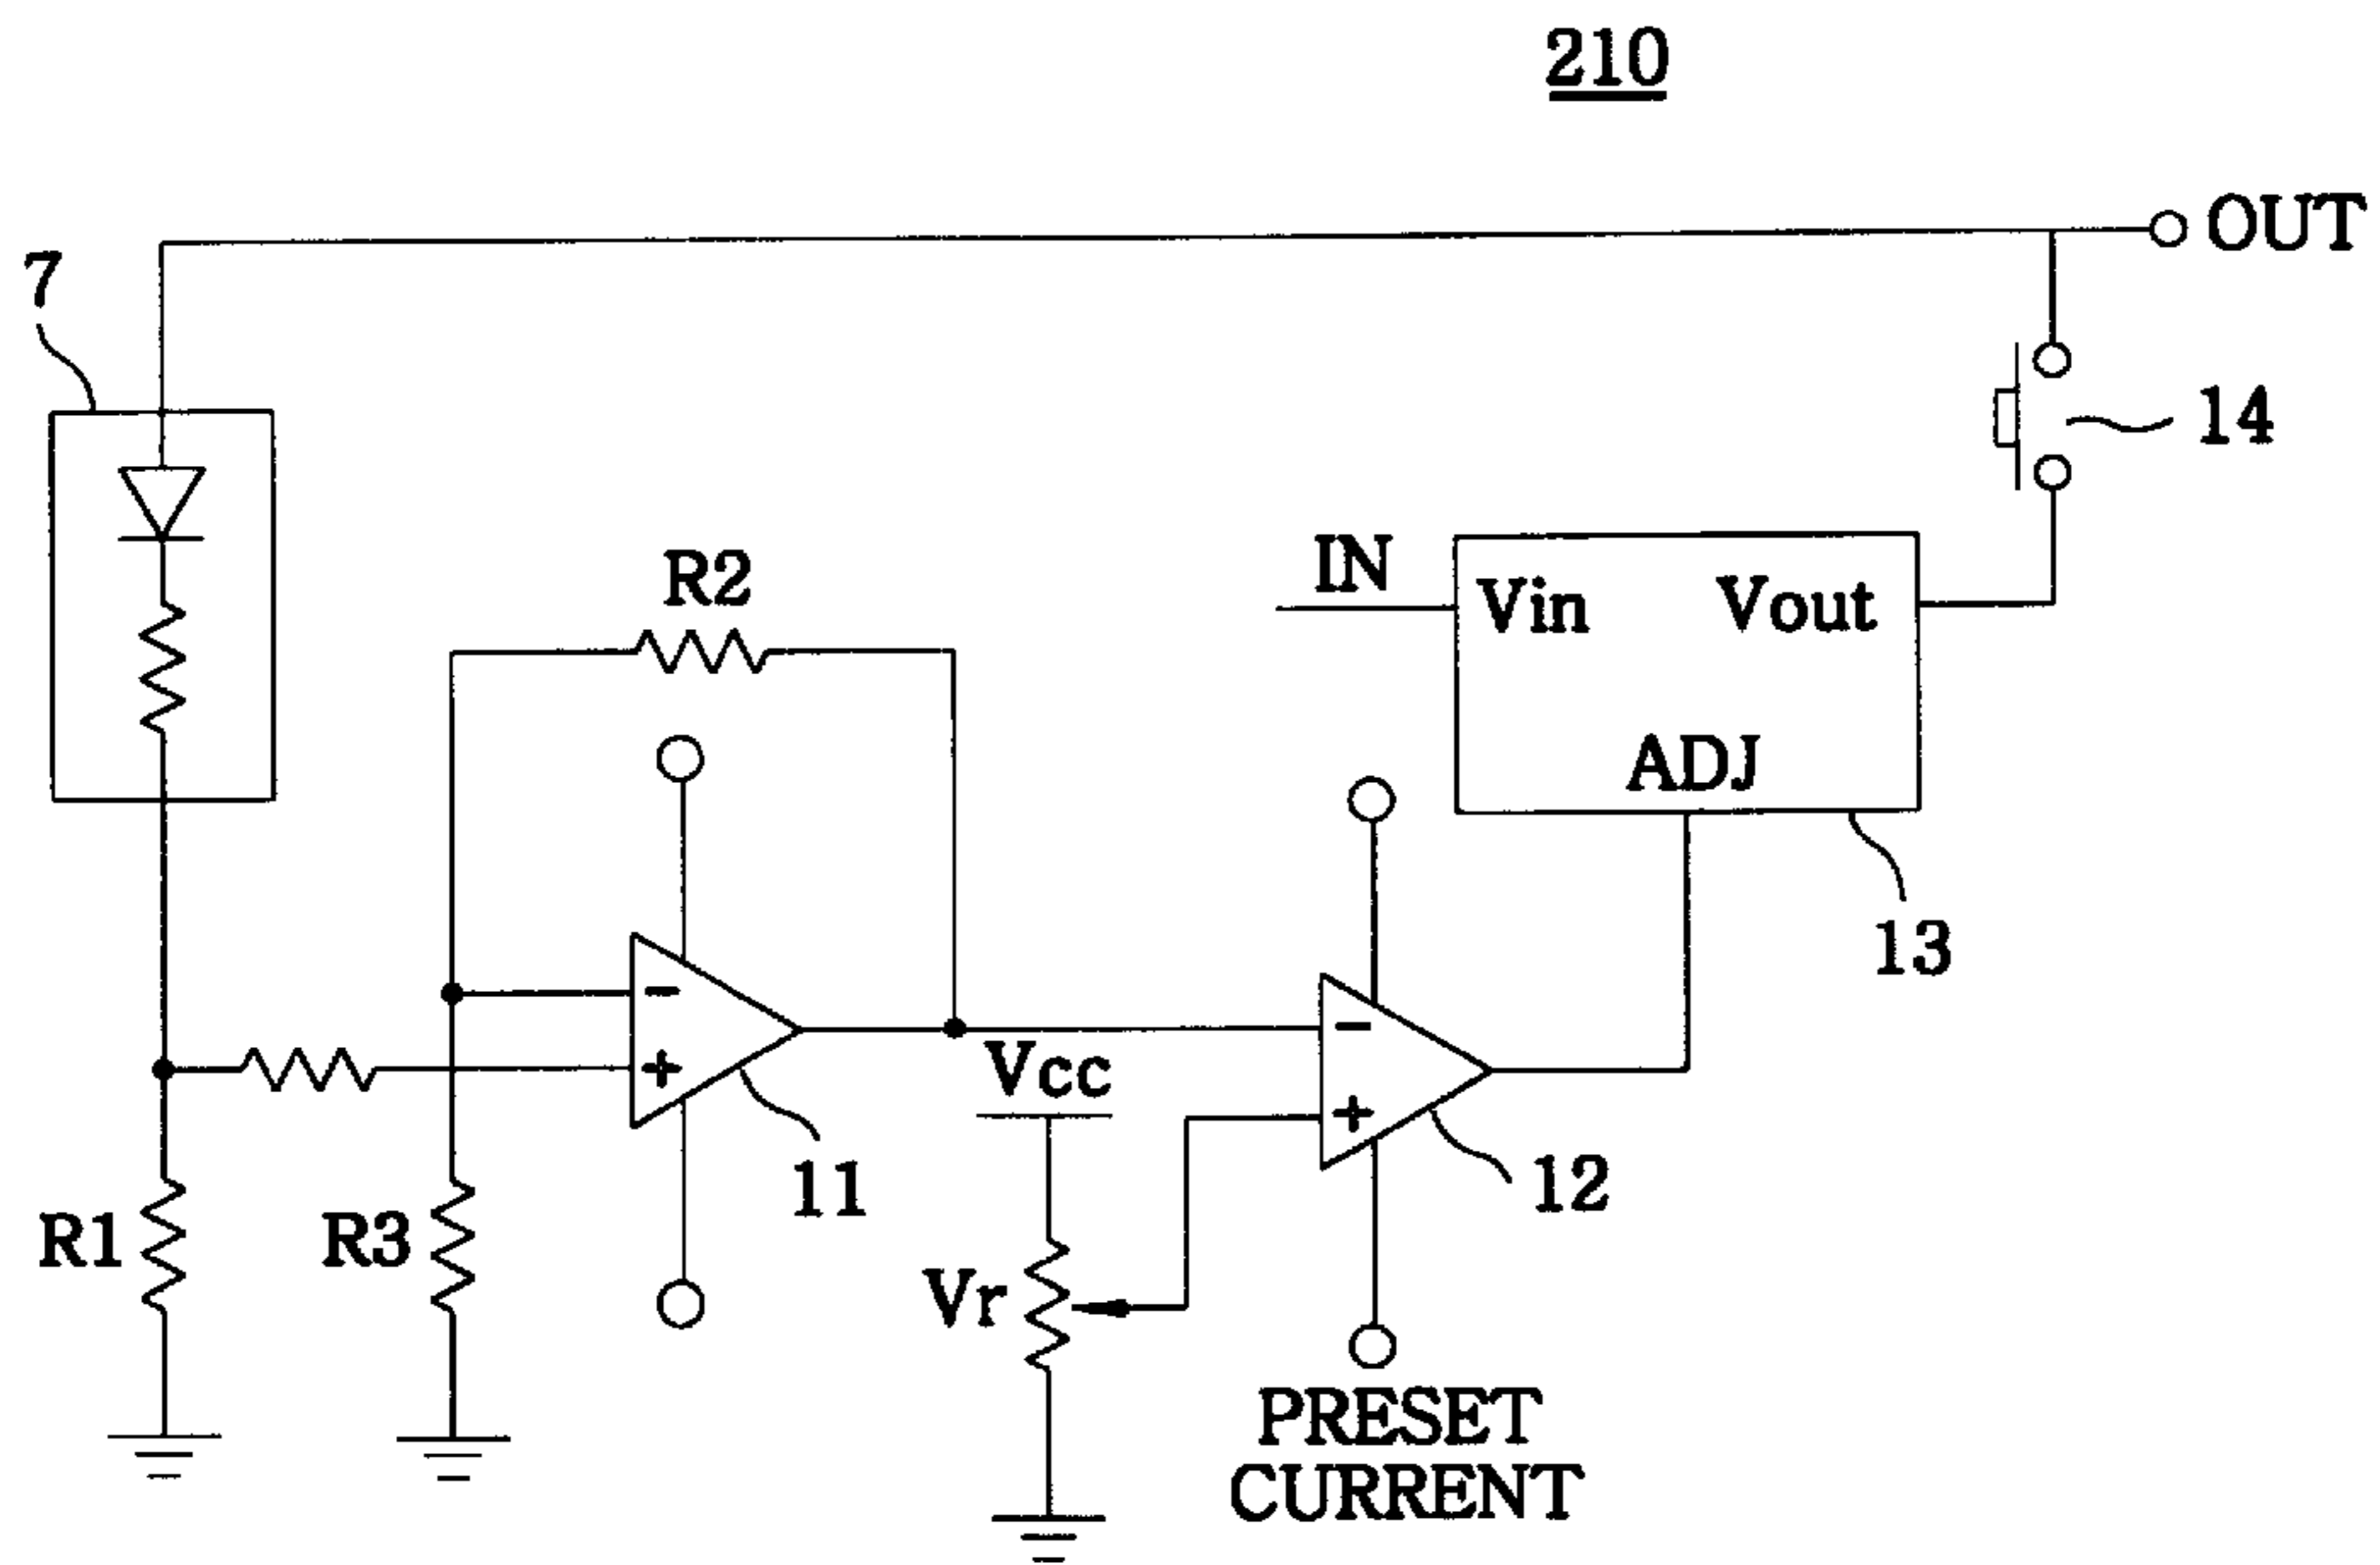 210
OUT
7
14
IN
Vin Vout
R2
ADJ
13
- -
Vcc
+ +
11
12
R1 R3
Vr
PRESET
CURRENT